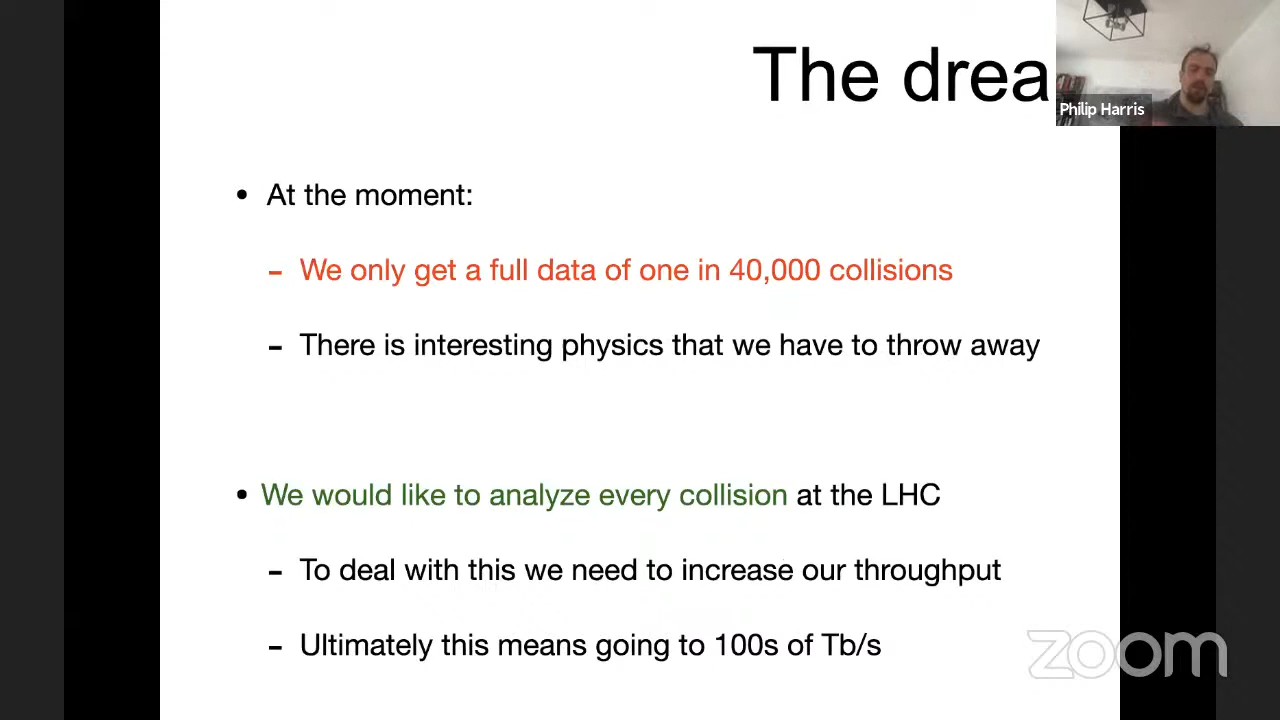 The drea
Philip Harris
• At the moment:
- We only get a full data of one in 40,000 collisions
- There is interesting physics that we have to throw away
• We would like to analyze every collision at the LHC
- To deal with this we need to increase our throughput
- Ultimately this means going to 100s of Tb/s
zoom